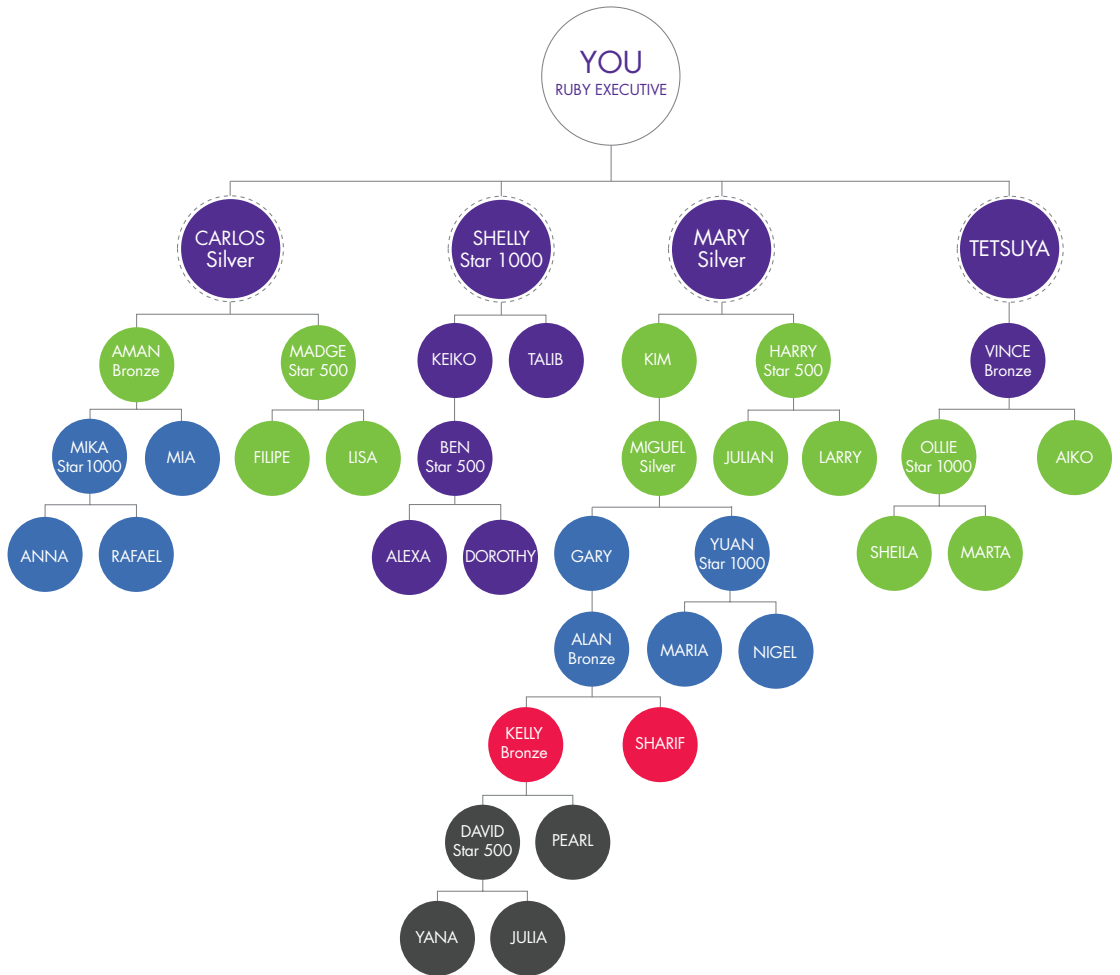 YOU
RUBY EXECUTIVE
CARLOS
Silver
SHELLY
Star 1000
MARY
Silver
TETSUYA
AMAN
Bronze
MADGE
Star 500
KEIKO
TALIB
KIM
HARRY
Star 500
VINCE
Bronze
MIKA
Star 1000
MIA
FILIPE
LISA
BEN
Star 500
MIGUEL
Silver
JULIAN
LARRY
OLLIE
Star 1000
AIKO
ANNA
RAFAEL
ALEXA
DOROTHY
GARY
YUAN
Star 1000
SHEILA
MARTA
ALAN
Bronze
MARIA
NIGEL
KELLY
Bronze
SHARIF
DAVID
Star 500
PEARL
YANA
JULIA